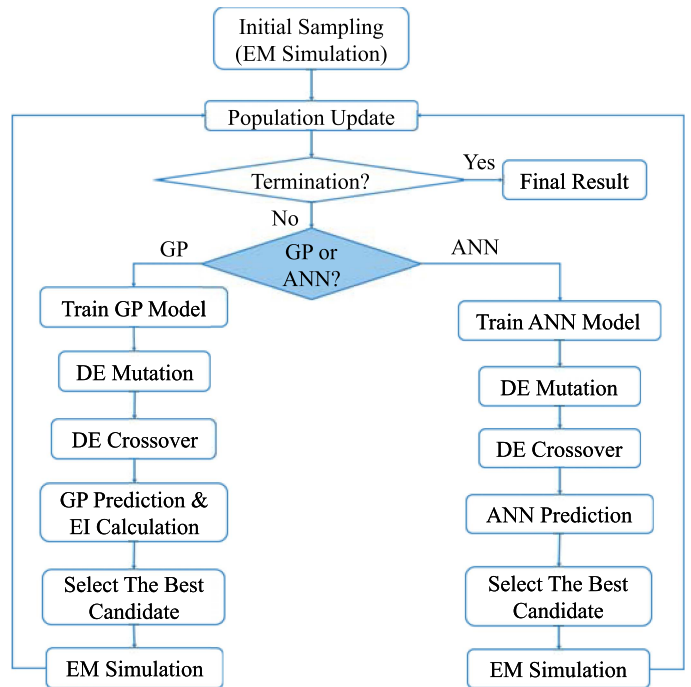 Initial Sampling
(EM Simulation)
Population Update
Termination?
Yes
Final Result
No
GP
GP or
ANN?
ANN
Train GP Model
DE Mutation
DE Crossover
GP Prediction &
EI Calculation
Select The Best
Candidate
EM Simulation
Train ANN Model
DE Mutation
DE Crossover
ANN Prediction
Select The Best
Candidate
EM Simulation